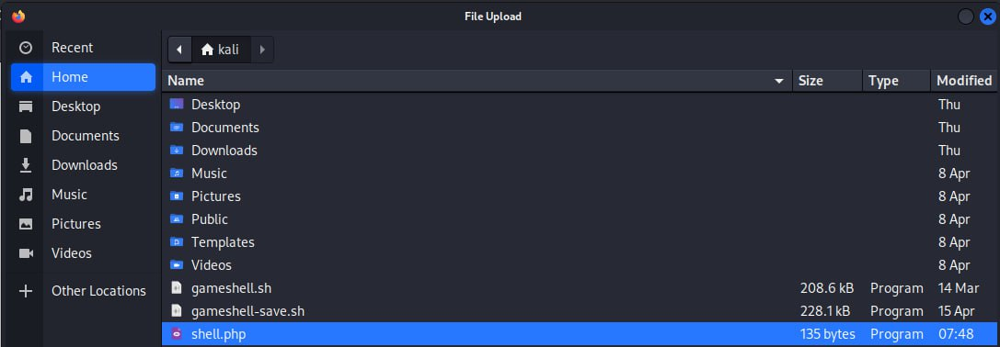 File Upload
Recent
Home
Desktop
Documents
Downloads
Music
Pictures
Videos
Other Locations
kali
Name Size Type Modified
Desktop Thu
Documents Thu
Downloads Thu
Music 8 Apr
Pictures 8 Apr
Public 8 Apr
Templates 8 Apr
Videos 8 Apr
gameshell.sh 208.6 kB Program 14 Mar
gameshell-save.sh 228.1 kB Program 15 Apr
shell.php 135 bytes Program 07:48